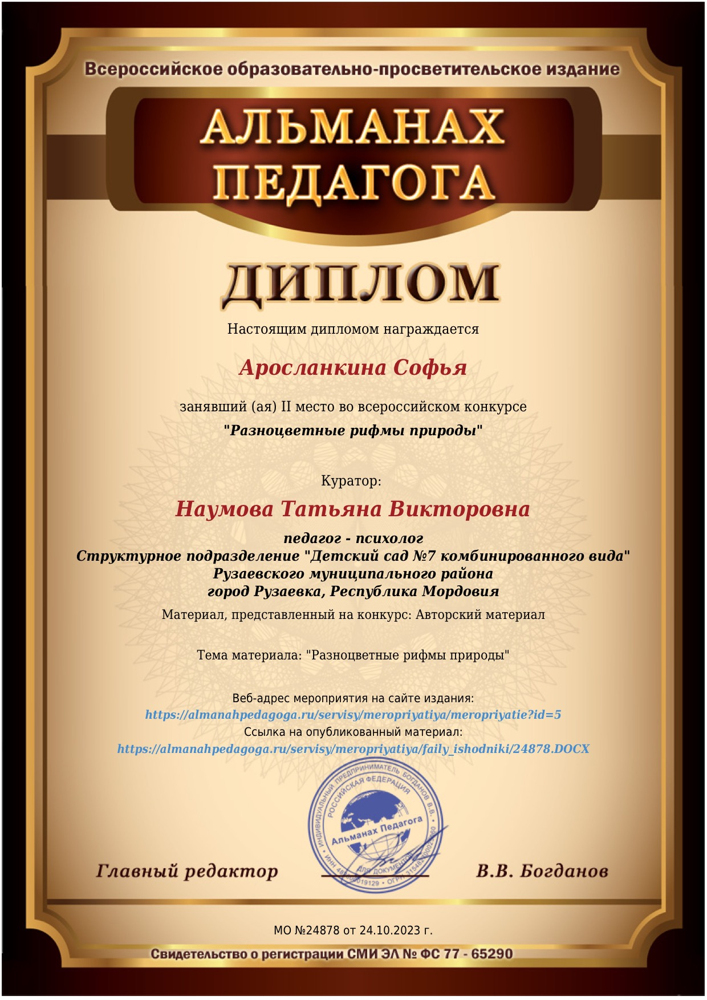 Всероссийское образовательно-просветительское издание
АЛЬМАНАХ
ПЕДАГОГА
ДИПЛОМ
Настоящим дипломом награждается
Аросланкина Софья
занявший (ая) II место во всероссийском конкурсе
"Разноцветные рифмы природы"
Куратор:
Наумова Татьяна Викторовна
педагог - психолог
Структурное подразделение "Детский сад №7 комбинированного вида"
Рузаевского муниципального района
город Рузаевка, Республика Мордовия
Материал, представленный на конкурс: Авторский материал
Тема материала: "Разноцветные рифмы природы"
Веб-адрес мероприятия на сайте издания:
https://almanahpedagoga.ru/servisy/meropriyatiya/meropriyatie?id=5
Ссылка на опубликованный материал:
https://almanahpedagoga.ru/servisy/meropriyatiya/faily_ishodniki/24878.DOCX
ИНДИВИДУАЛЬНЫЙ ПРЕДПРИНИМАТЕЛЬ БОГДАНОВ В.В.
РОССИЙСКАЯ ФЕДЕРАЦИЯ
Альманах Педагога
ДЛЯ ДОКУМЕНТОВ
ИНН
ОГРН
Главный редактор
В.В. Богданов
МО №24878 от 24.10.2023 г.
Свидетельство о регистрации СМИ ЭЛ № ФС 77 - 65290